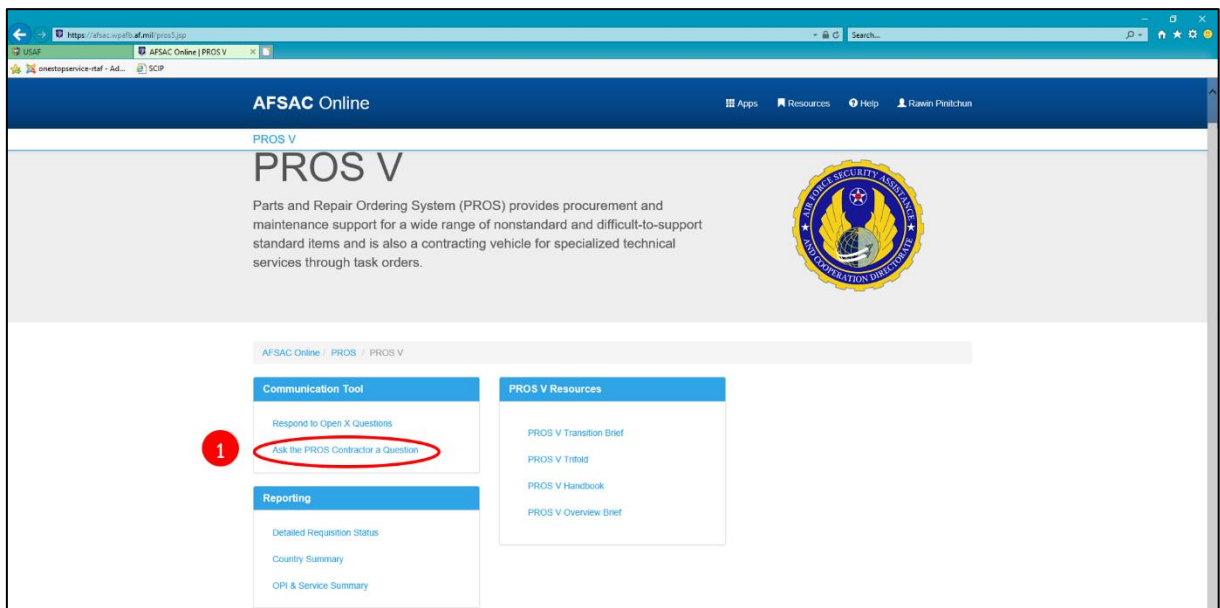 https://afsac.wpafb.af.mil/pros5.jsp
Search...
USAF
AFSAC Online | PROS V
onestopservice-rtaf - Ad...
SCIP
AFSAC Online
Apps
Resources
Help
Rawin Pinitchun
PROS V
PROS V
Parts and Repair Ordering System (PROS) provides procurement and
maintenance support for a wide range of nonstandard and difficult-to-support
standard items and is also a contracting vehicle for specialized technical
services through task orders.
AIR FORCE SECURITY ASSISTANCE
AND COOPERATION DIRECTORATE
AFSAC Online / PROS / PROS V
Communication Tool
Respond to Open X Questions
1
Ask the PROS Contractor a Question
Reporting
Detailed Requisition Status
Country Summary
OPI & Service Summary
PROS V Resources
PROS V Transition Brief
PROS V Trifold
PROS V Handbook
PROS V Overview Brief